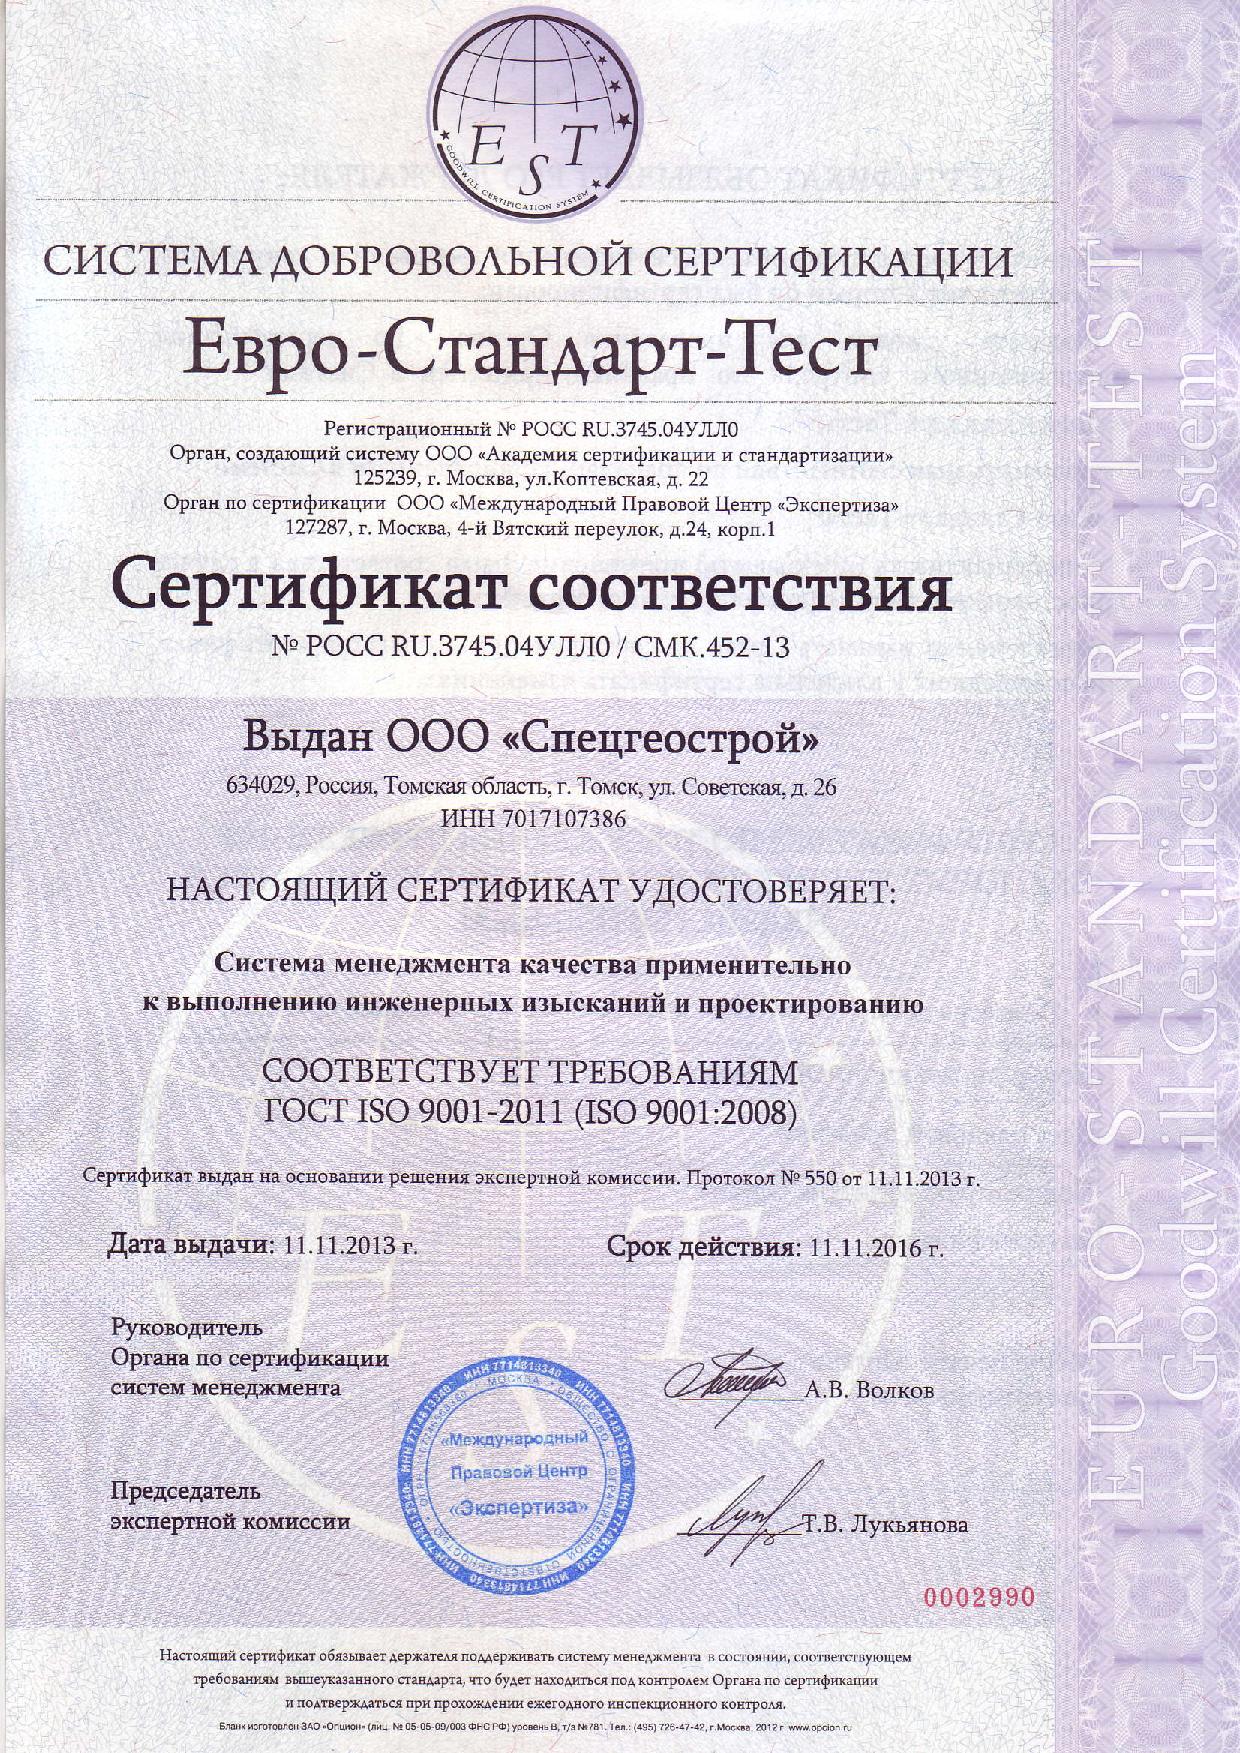 E S T
GOODWILL CERTIFICATION SYSTEM
СИСТЕМА ДОБРОВОЛЬНОЙ СЕРТИФИКАЦИИ
Евро-Стандарт-Тест
Регистрационный № РОСС RU.3745.04УЛЛ0
Орган, создающий систему ООО «Академия сертификации и стандартизации»
125239, г. Москва, ул.Коптевская, д. 22
Орган по сертификации ООО «Международный Правовой Центр «Экспертиза»
127287, г. Москва, 4-й Вятский переулок, д.24, корп.1
Сертификат соответствия
№ РОСС RU.3745.04УЛЛ0 / СМК.452-13
Выдан ООО «Спецгеострой»
634029, Россия, Томская область, г. Томск, ул. Советская, д. 26
ИНН 7017107386
НАСТОЯЩИЙ СЕРТИФИКАТ УДОСТОВЕРЯЕТ:
Система менеджмента качества применительно
к выполнению инженерных изысканий и проектированию
СООТВЕТСТВУЕТ ТРЕБОВАНИЯМ
ГОСТ ISO 9001-2011 (ISO 9001:2008)
Сертификат выдан на основании решения экспертной комиссии. Протокол № 550 от 11.11.2013 г.
Дата выдачи: 11.11.2013 г.
Срок действия: 11.11.2016 г.
E S T
Руководитель
Органа по сертификации
систем менеджмента
А.В. Волков
ИНН 7714813340
МОСКВА
«Международный
Правовой Центр
«Экспертиза»
Председатель
экспертной комиссии
Т.В. Лукьянова
0002990
Настоящий сертификат обязывает держателя поддерживать систему менеджмента в состоянии, соответствующем
требованиям вышеуказанного стандарта, что будет находиться под контролем Органа по сертификации
и подтверждаться при прохождении ежегодного инспекционного контроля.
Бланк изготовлен ЗАО «Опцион» (лиц. № 05-05-09/003 ФНС РФ) уровень В, т/з №781. Тел.: (495) 726-47-42, г.Москва, 2012 г. www.opcion.ru
EURO-STANDART-TEST
Goodwill Certification System